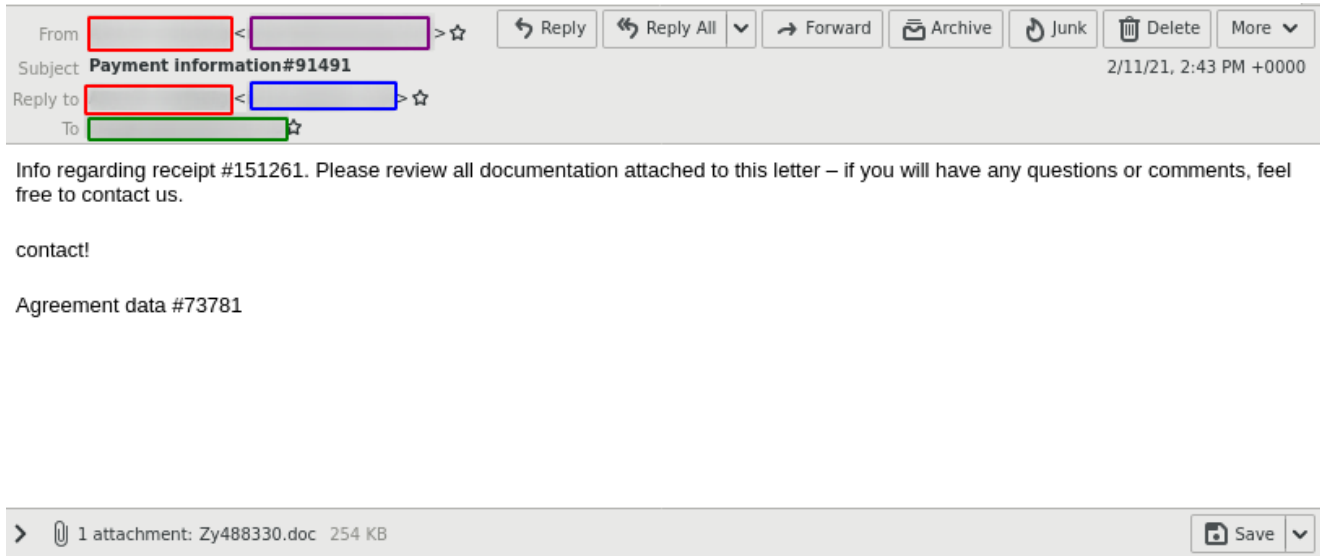 From < > Reply Reply All Forward Archive Junk Delete More
Subject Payment information#91491 2/11/21, 2:43 PM +0000
Reply to < >
To
Info regarding receipt #151261. Please review all documentation attached to this letter – if you will have any questions or comments, feel
free to contact us.
contact!
Agreement data #73781
1 attachment: Zy488330.doc 254 KB Save